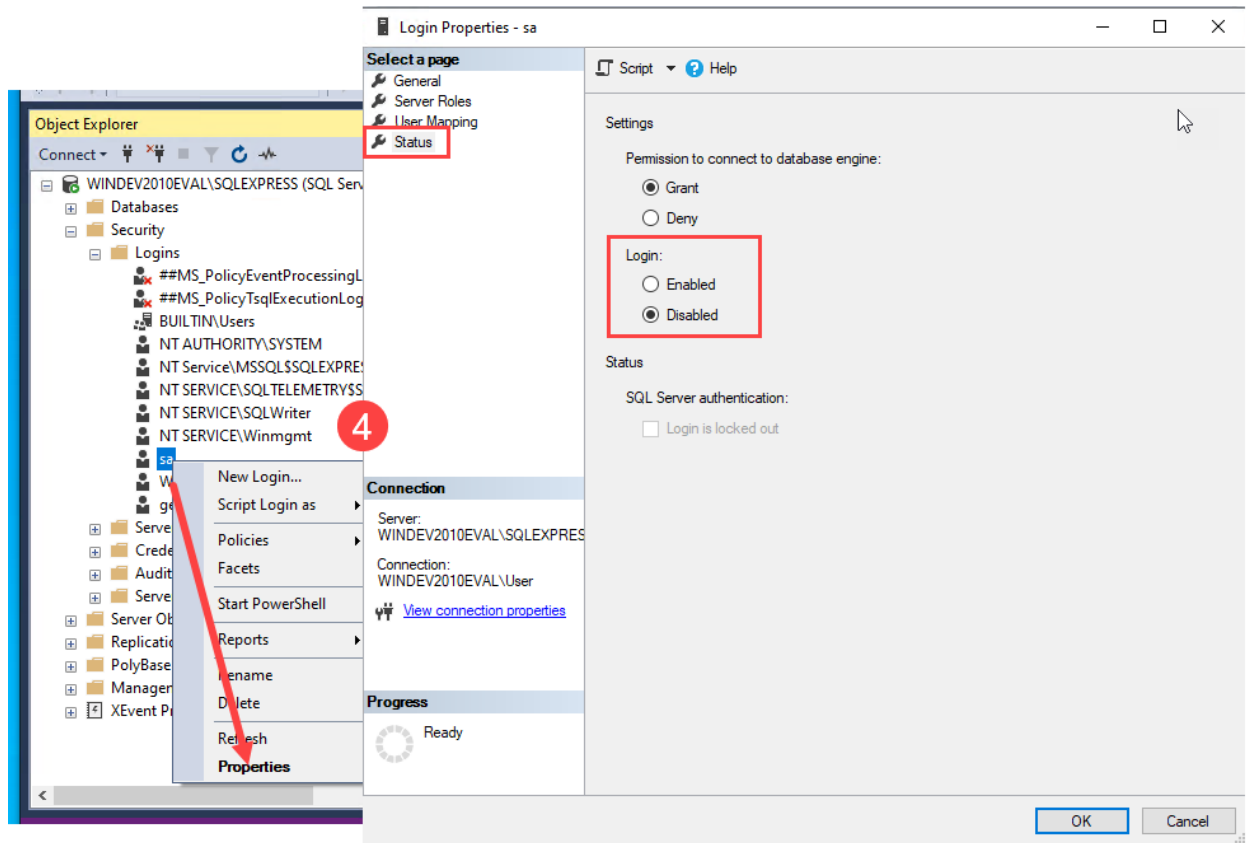 Object Explorer
Connect
WINDEV2010EVAL\SQLEXPRESS (SQL Serv
Databases
Security
Logins
##MS_PolicyEventProcessingL
##MS_PolicyTsqlExecutionLog
BUILTIN\Users
NT AUTHORITY\SYSTEM
NT Service\MSSQL$SQLEXPRES
NT SERVICE\SQLTELEMETRY$S
NT SERVICE\SQLWriter
NT SERVICE\Winmgmt
sa
W
ge
Serve
Crede
Audit
Serve
Server Ob
Replicatio
PolyBase
Managem
XEvent Pr
4
New Login...
Script Login as
Policies
Facets
Start PowerShell
Reports
Rename
Delete
Refresh
Properties
Login Properties - sa
Select a page
General
Server Roles
User Mapping
Status
Connection
Server:
WINDEV2010EVAL\SQLEXPRES
Connection:
WINDEV2010EVAL\User
View connection properties
Progress
Ready
Script
Help
Settings
Permission to connect to database engine:
Grant
Deny
Login:
Enabled
Disabled
Status
SQL Server authentication:
Login is locked out
OK
Cancel